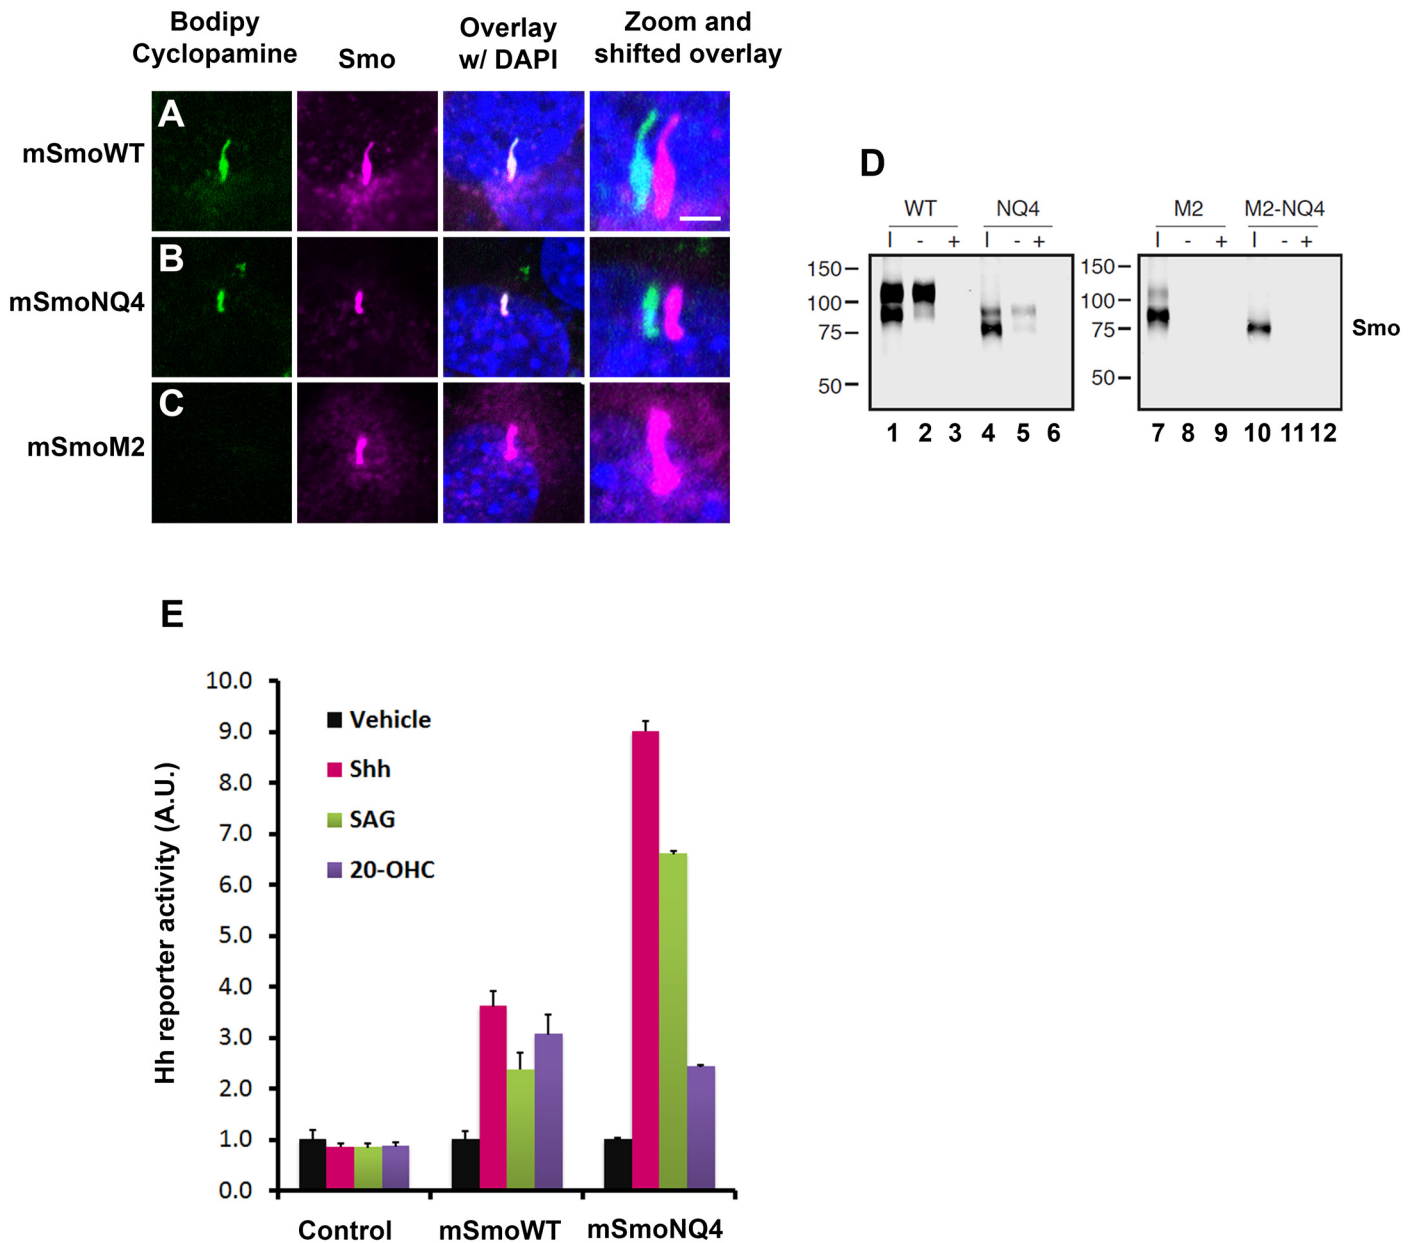 Bodipy
Cyclopamine
Smo
Overlay
w/ DAPI
Zoom and
shifted overlay
mSmoWT
A
mSmoNQ4
B
mSmoM2
C
D
WT NQ4 M2 M2-NQ4
I - + I - + I - + I - +
150 150
100 100
75 75
50 50
Smo
1 2 3 4 5 6 7 8 9 10 11 12
E
Hh reporter activity (A.U.)
10.0
9.0
8.0
7.0
6.0
5.0
4.0
3.0
2.0
1.0
0.0
Vehicle
Shh
SAG
20-OHC
Control mSmoWT mSmoNQ4